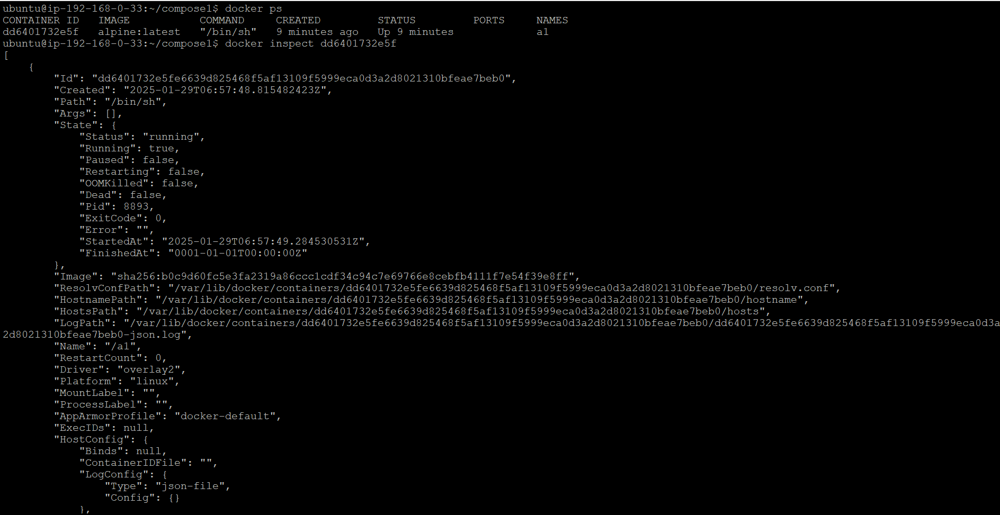 ubuntu@ip-192-168-0-33:~/compose1$ docker ps
CONTAINER ID   IMAGE           COMMAND     CREATED         STATUS         PORTS     NAMES
dd6401732e5f   alpine:latest   "/bin/sh"   9 minutes ago   Up 9 minutes             a1
ubuntu@ip-192-168-0-33:~/compose1$ docker inspect dd6401732e5f
[
    {
        "Id": "dd6401732e5fe6639d825468f5af13109f5999eca0d3a2d8021310bfeae7beb0",
        "Created": "2025-01-29T06:57:48.815482423Z",
        "Path": "/bin/sh",
        "Args": [],
        "State": {
            "Status": "running",
            "Running": true,
            "Paused": false,
            "Restarting": false,
            "OOMKilled": false,
            "Dead": false,
            "Pid": 8893,
            "ExitCode": 0,
            "Error": "",
            "StartedAt": "2025-01-29T06:57:49.284530531Z",
            "FinishedAt": "0001-01-01T00:00:00Z"
        },
        "Image": "sha256:b0c9d60fc5e3fa2319a86ccc1cdf34c94c7e69766e8cebfb4111f7e54f39e8ff",
        "ResolvConfPath": "/var/lib/docker/containers/dd6401732e5fe6639d825468f5af13109f5999eca0d3a2d8021310bfeae7beb0/resolv.conf",
        "HostnamePath": "/var/lib/docker/containers/dd6401732e5fe6639d825468f5af13109f5999eca0d3a2d8021310bfeae7beb0/hostname",
        "HostsPath": "/var/lib/docker/containers/dd6401732e5fe6639d825468f5af13109f5999eca0d3a2d8021310bfeae7beb0/hosts",
        "LogPath": "/var/lib/docker/containers/dd6401732e5fe6639d825468f5af13109f5999eca0d3a2d8021310bfeae7beb0/dd6401732e5fe6639d825468f5af13109f5999eca0d3a
2d8021310bfeae7beb0-json.log",
        "Name": "/a1",
        "RestartCount": 0,
        "Driver": "overlay2",
        "Platform": "linux",
        "MountLabel": "",
        "ProcessLabel": "",
        "AppArmorProfile": "docker-default",
        "ExecIDs": null,
        "HostConfig": {
            "Binds": null,
            "ContainerIDFile": "",
            "LogConfig": {
                "Type": "json-file",
                "Config": {}
            },